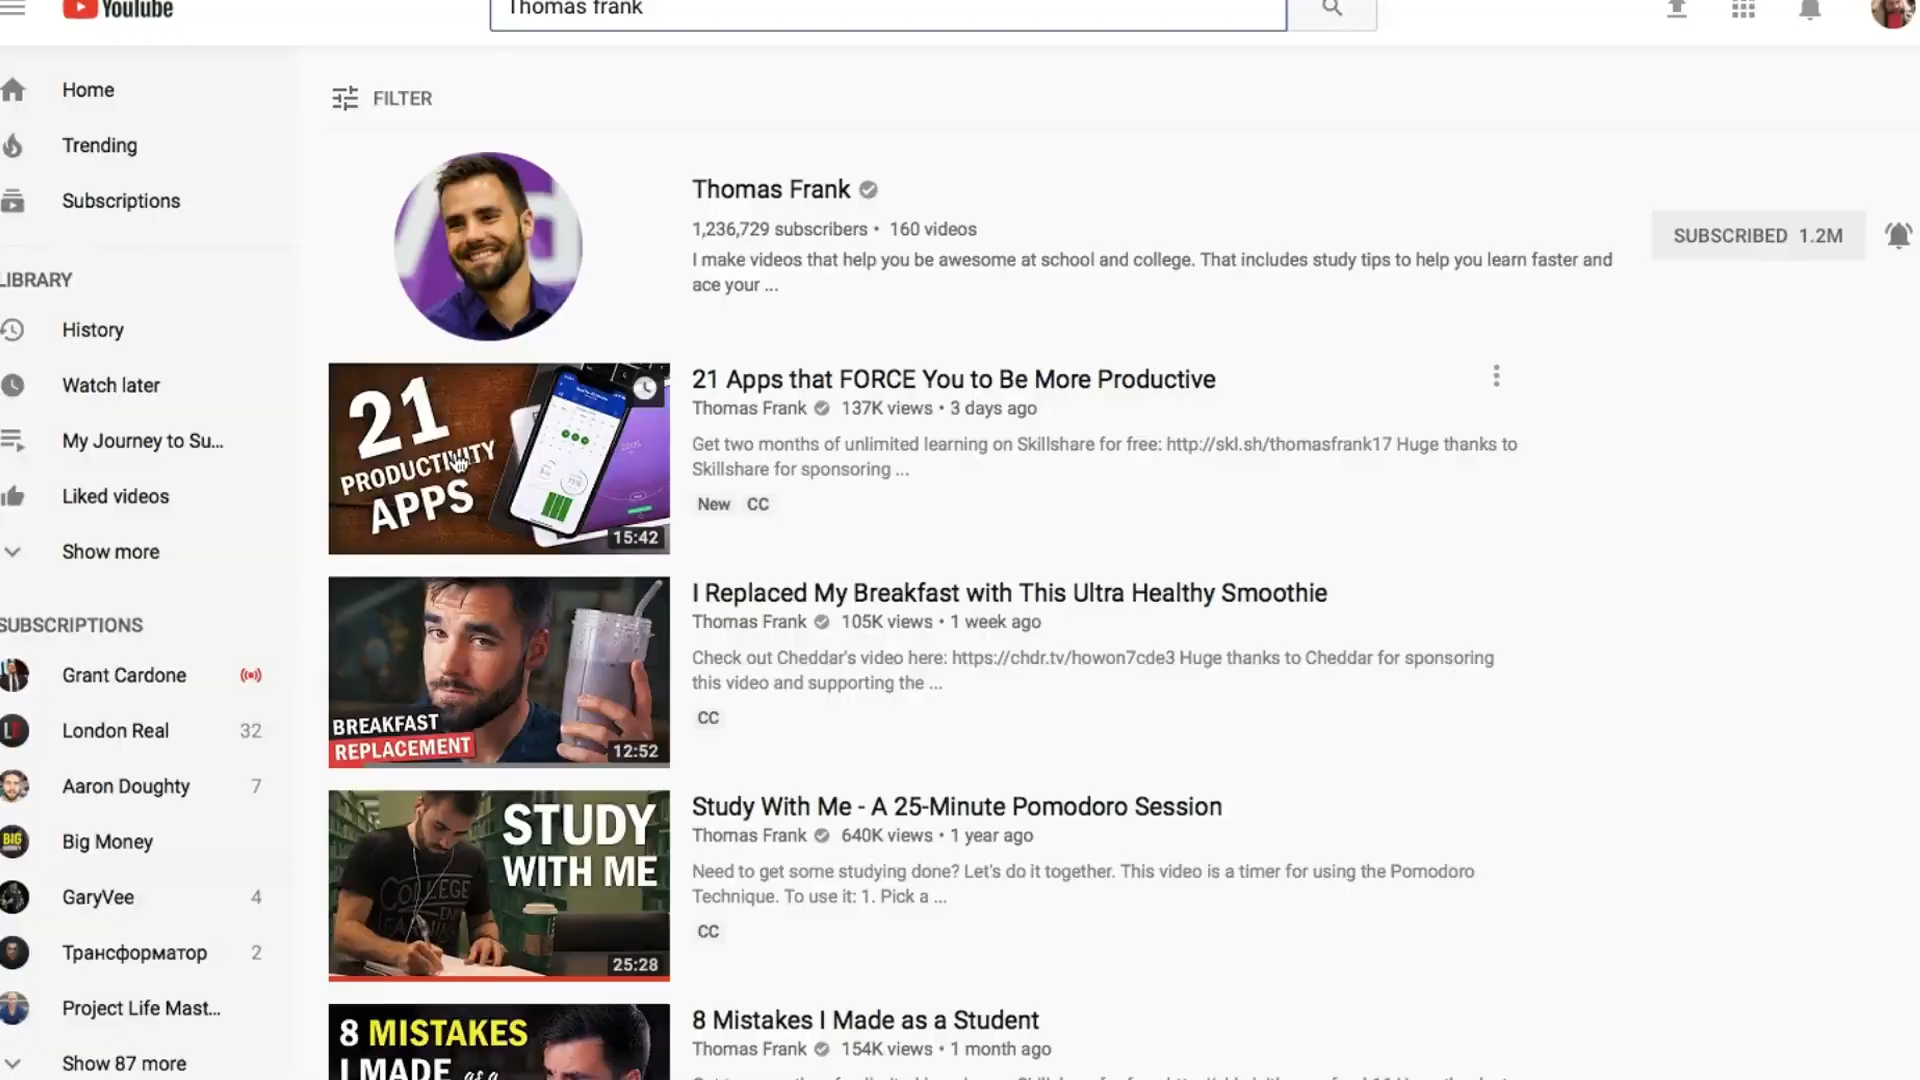 YouTube
Thomas frank
Home
Trending
Subscriptions
LIBRARY
History
Watch later
My Journey to Su...
Liked videos
Show more
SUBSCRIPTIONS
Grant Cardone
London Real 32
Aaron Doughty 7
Big Money
GaryVee 4
Трансформатор 2
Project Life Mast...
Show 87 more
FILTER
Thomas Frank
1,236,729 subscribers • 160 videos
I make videos that help you be awesome at school and college. That includes study tips to help you learn faster and
ace your ...
SUBSCRIBED 1.2M
21
PRODUCTIVITY
APPS
15:42
21 Apps that FORCE You to Be More Productive
Thomas Frank 137K views • 3 days ago
Get two months of unlimited learning on Skillshare for free: http://skl.sh/thomasfrank17 Huge thanks to
Skillshare for sponsoring ...
New CC
BREAKFAST
REPLACEMENT
12:52
I Replaced My Breakfast with This Ultra Healthy Smoothie
Thomas Frank 105K views • 1 week ago
Check out Cheddar's video here: https://chdr.tv/howon7cde3 Huge thanks to Cheddar for sponsoring
this video and supporting the ...
CC
STUDY
WITH ME
COLLEGE
25:28
Study With Me - A 25-Minute Pomodoro Session
Thomas Frank 640K views • 1 year ago
Need to get some studying done? Let's do it together. This video is a timer for using the Pomodoro
Technique. To use it: 1. Pick a ...
CC
8 MISTAKES
I MADE as a
8 Mistakes I Made as a Student
Thomas Frank 154K views • 1 month ago